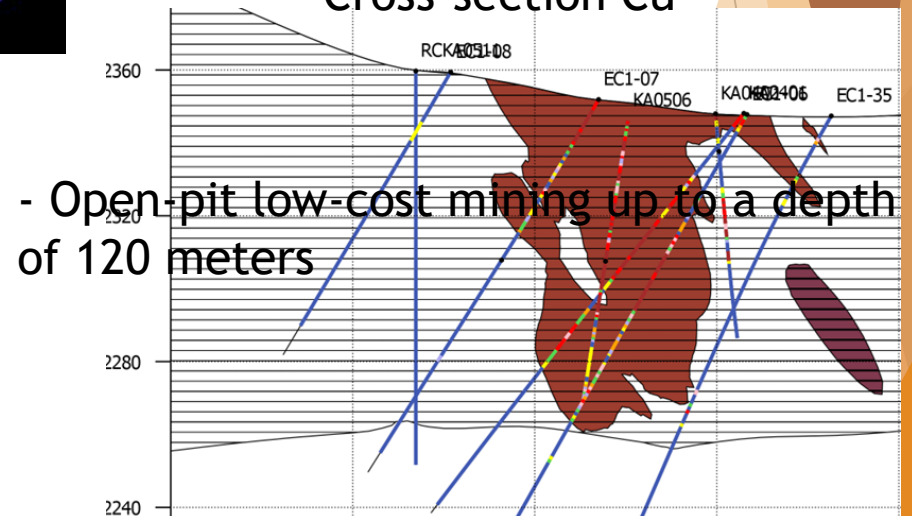 Cross-section Cu
2360
EC1-07
KA0506
EC1-35
- Open-pit low-cost mining up to a depth
2320
of 120 meters
2280
2240